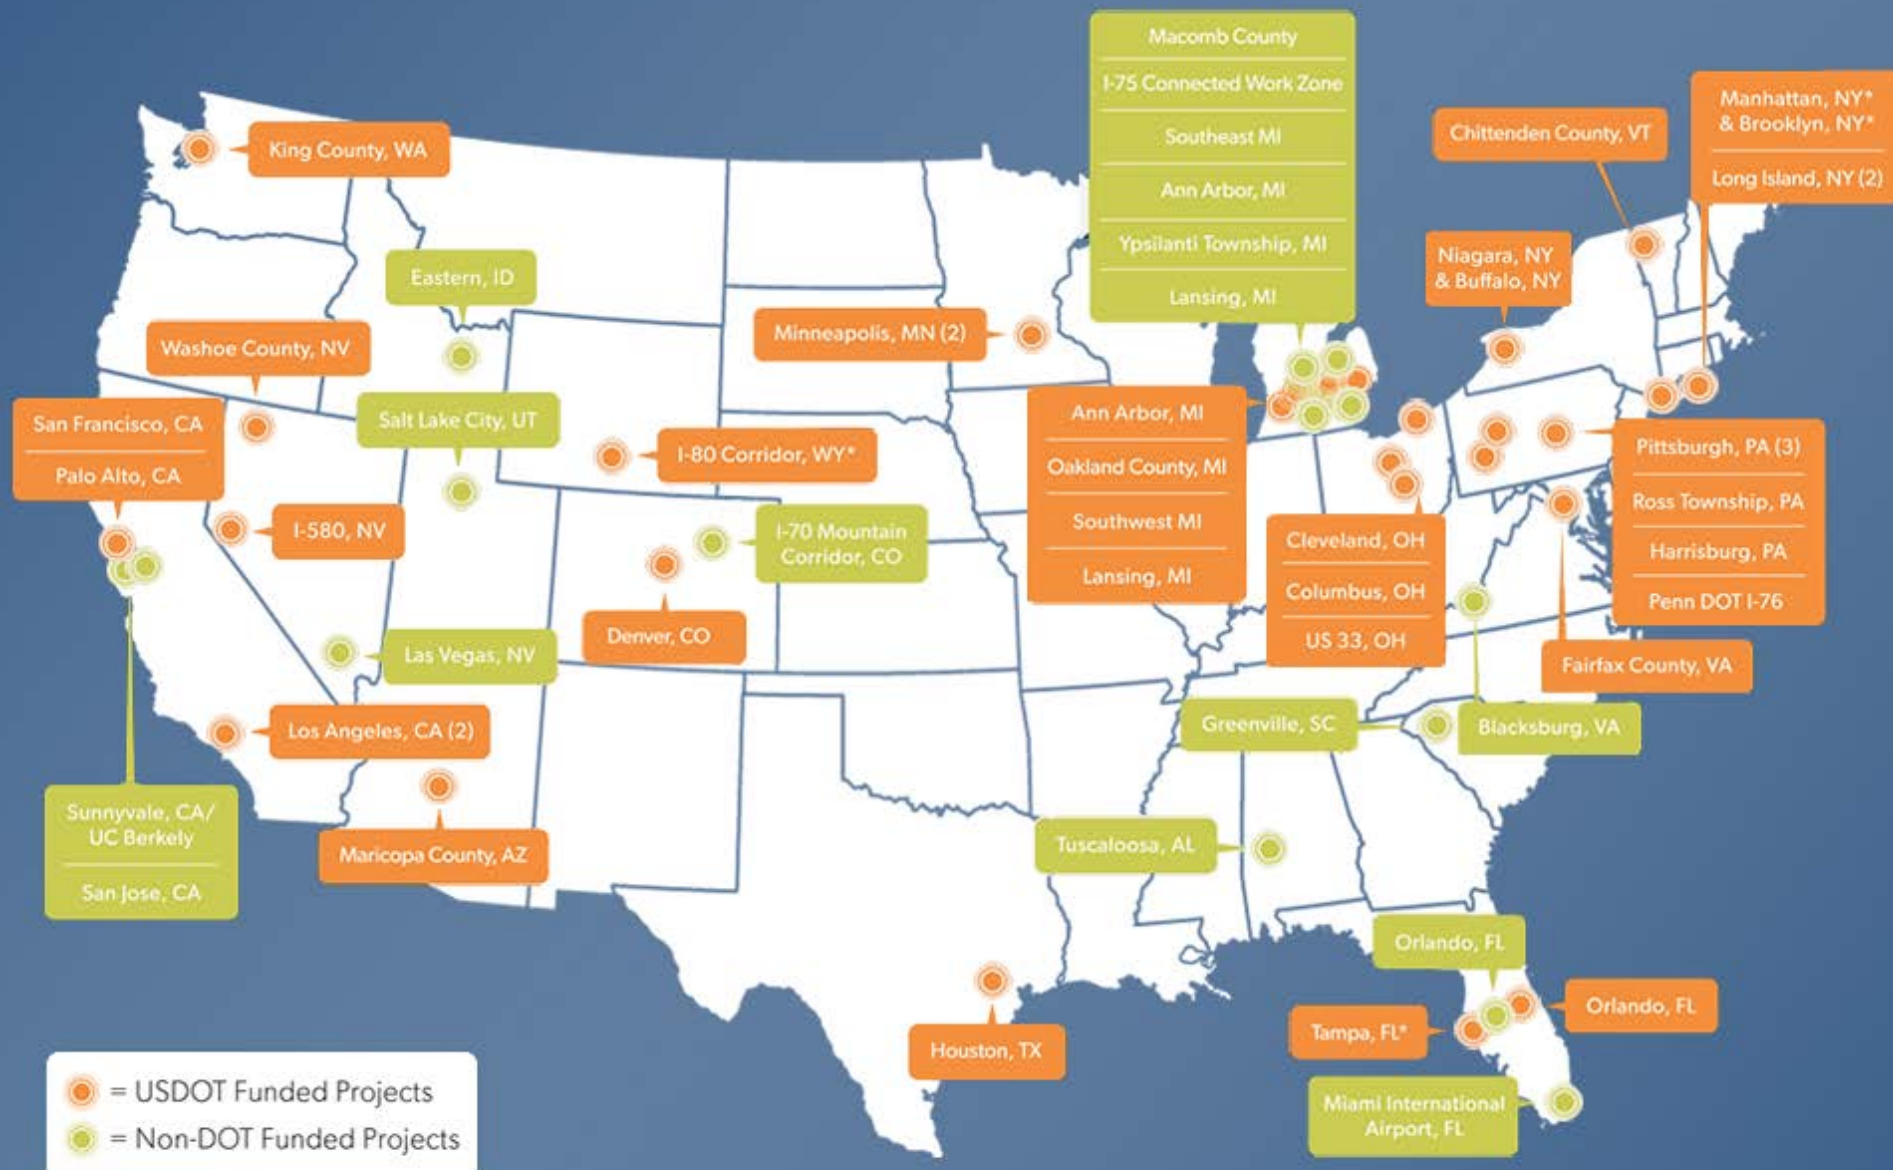 Macomb County
I-75 Connected Work Zone
Southeast MI
Ann Arbor, MI
Ypsilanti Township, MI
Lansing, MI
Manhattan, NY*
& Brooklyn, NY*
Long Island, NY (2)
Chittenden County, VT
King County, WA
Niagara, NY
& Buffalo, NY
Eastern, ID
Washoe County, NV
Minneapolis, MN (2)
San Francisco, CA
Palo Alto, CA
Salt Lake City, UT
I-80 Corridor, WY*
Ann Arbor, MI
Oakland County, MI
Southwest MI
Lansing, MI
Pittsburgh, PA (3)
Ross Township, PA
Harrisburg, PA
Penn DOT I-76
I-580, NV
I-70 Mountain
Corridor, CO
Cleveland, OH
Columbus, OH
US 33, OH
Denver, CO
Las Vegas, NV
Fairfax County, VA
Los Angeles, CA (2)
Greenville, SC
Blacksburg, VA
Sunnyvale, CA/
UC Berkely
San Jose, CA
Maricopa County, AZ
Tuscaloosa, AL
Orlando, FL
Orlando, FL
Tampa, FL*
Houston, TX
Miami International
Airport, FL
= USDOT Funded Projects
= Non-DOT Funded Projects